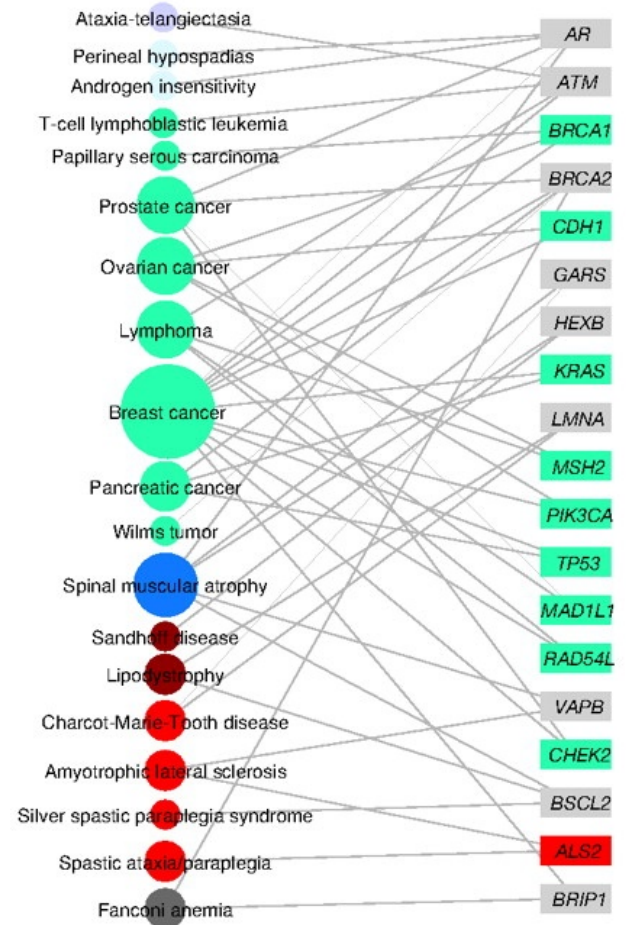 Ataxia-telangiectasia
Perineal hypospadias
Androgen insensitivity
T-cell lymphoblastic leukemia
Papillary serous carcinoma
Prostate cancer
Ovarian cancer
Lymphoma
Breast cancer
Pancreatic cancer
Wilms tumor
Spinal muscular atrophy
Sandhoff disease
Lipodystrophy
Charcot-Marie-Tooth disease
Amyotrophic lateral sclerosis
Silver spastic paraplegia syndrome
Spastic ataxia/paraplegia
Fanconi anemia
AR
ATM
BRCA1
BRCA2
CDH1
GARS
HEXB
KRAS
LMNA
MSH2
PIK3CA
TP53
MAD1L1
RAD54L
VAPB
CHEK2
BSCL2
ALS2
BRIP1